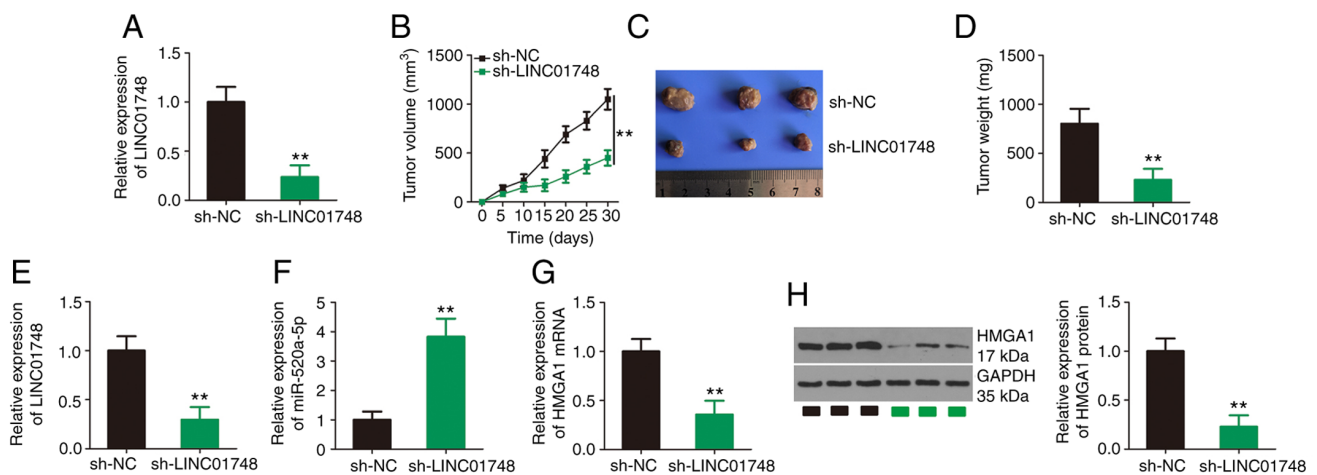 A
Relative expression
of LINC01748
1.5
1.0
0.5
0.0
**
sh-NC sh-LINC01748
B
Tumor volume (mm3)
1500
1000
500
0
sh-NC
sh-LINC01748
**
0 5 10 15 20 25 30
Time (days)
C
sh-NC
sh-LINC01748
1 2 3 4 5 6 7 8
D
Tumor weight (mg)
1500
1000
500
0
**
sh-NC sh-LINC01748
E
Relative expression
of LINC01748
1.5
1.0
0.5
0.0
**
sh-NC sh-LINC01748
F
Relative expression
of miR-520a-5p
5
4
3
2
1
0
**
sh-NC sh-LINC01748
G
Relative expression
of HMGA1 mRNA
1.5
1.0
0.5
0.0
**
sh-NC sh-LINC01748
H
HMGA1
17 kDa
GAPDH
35 kDa
Relative expression
of HMGA1 protein
1.5
1.0
0.5
0.0
**
sh-NC sh-LINC01748